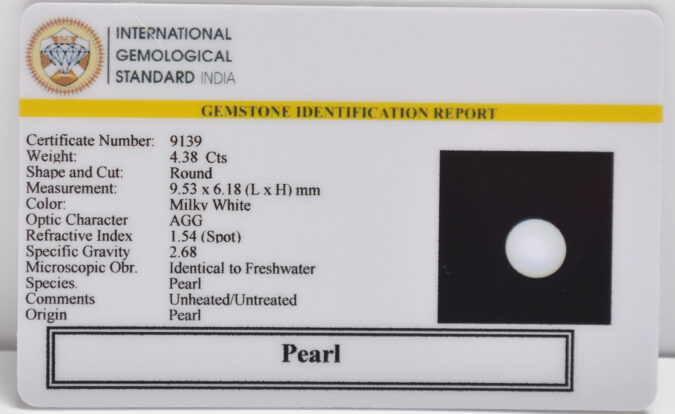 IGS
INTERNATIONAL
GEMOLOGICAL
STANDARD INDIA
GEMSTONE IDENTIFICATION REPORT
Certificate Number: 9139
Weight: 4.38 Cts
Shape and Cut: Round
Measurement: 9.53 x 6.18 (L x H) mm
Color: Milky White
Optic Character AGG
Refractive Index 1.54 (Spot)
Specific Gravity 2.68
Microscopic Obr. Identical to Freshwater
Species. Pearl
Comments Unheated/Untreated
Origin Pearl
Pearl